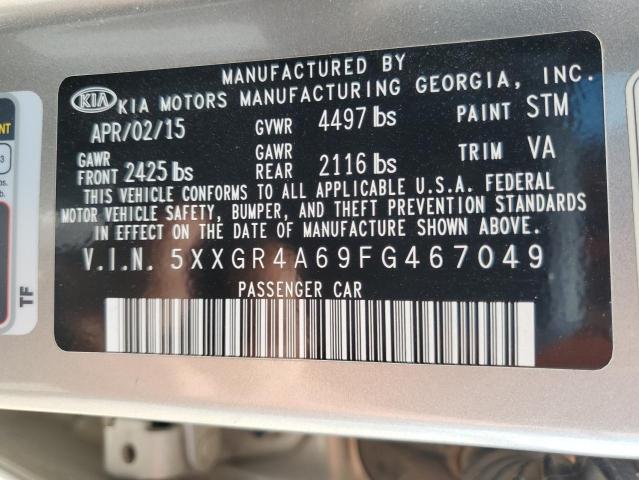 MANUFACTURED BY
KIA KIA MOTORS MANUFACTURING GEORGIA, INC.
APR/02/15 GVWR 4497 lbs PAINT STM
GAWR FRONT 2425 lbs GAWR REAR 2116 lbs TRIM VA
THIS VEHICLE CONFORMS TO ALL APPLICABLE U.S.A. FEDERAL
MOTOR VEHICLE SAFETY, BUMPER, AND THEFT PREVENTION STANDARDS
IN EFFECT ON THE DATE OF MANUFACTURE SHOWN ABOVE.
V.I.N. 5XXGR4A69FG467049
PASSENGER CAR
TF